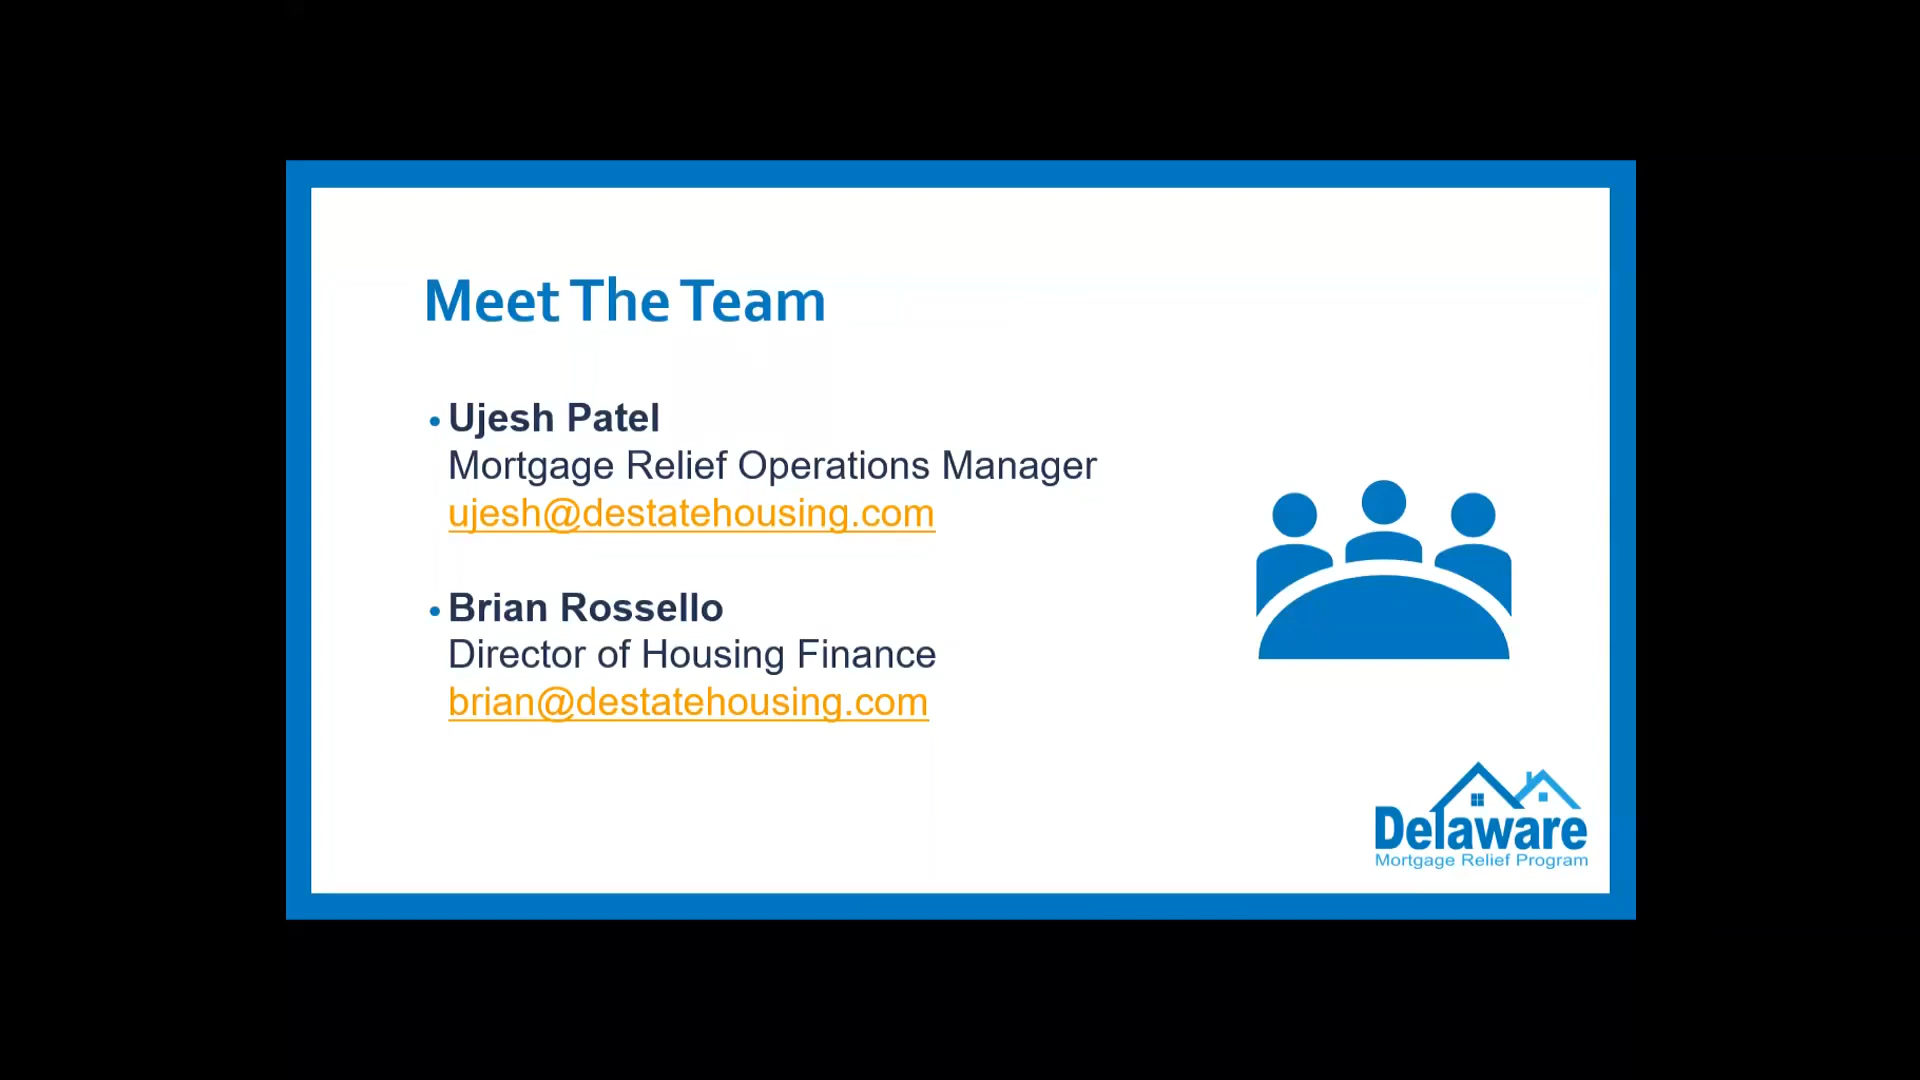 Meet The Team
• Ujesh Patel
Mortgage Relief Operations Manager
ujesh@destatehousing.com
• Brian Rossello
Director of Housing Finance
brian@destatehousing.com
Delaware
Mortgage Relief Program